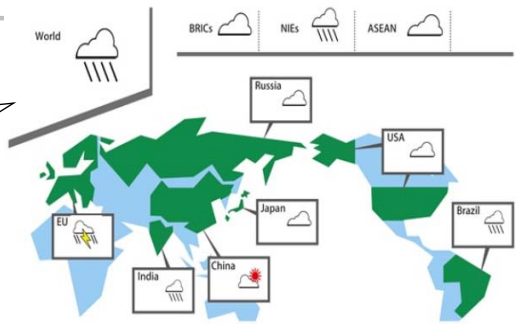 World
BRICs
NIEs
ASEAN
Russia
USA
EU
Japan
Brazil
India
China